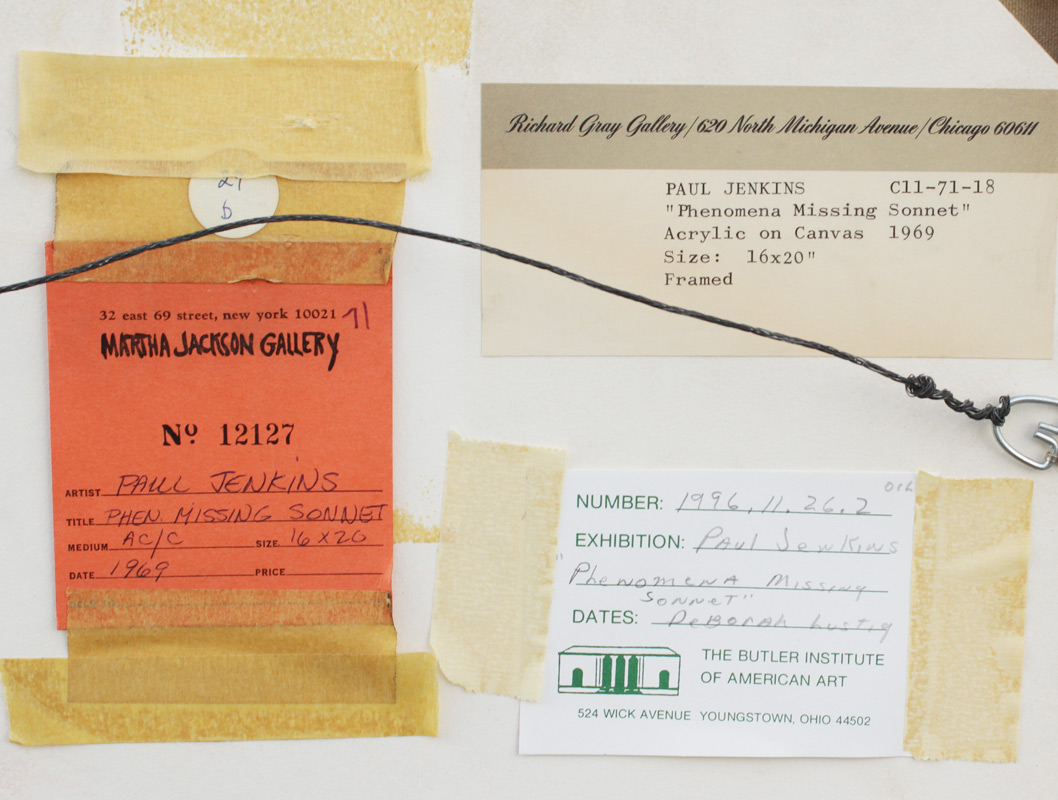 27
b
32 east 69 street, new york 10021 71
MARTHA JACKSON GALLERY
Nº 12127
ARTIST PAUL JENKINS
TITLE PHEN. MISSING SONNET
MEDIUM AC/C SIZE 16 x 20
DATE 1969 PRICE
Richard Gray Gallery/620 North Michigan Avenue/Chicago 60611
PAUL JENKINS C11-71-18
"Phenomena Missing Sonnet"
Acrylic on Canvas 1969
Size: 16x20"
Framed
NUMBER: 1996.11.26.2
EXHIBITION: Paul Jenkins
"Phenomena Missing
Sonnet"
DATES: Deborah Lustig
THE BUTLER INSTITUTE
OF AMERICAN ART
524 WICK AVENUE YOUNGSTOWN, OHIO 44502